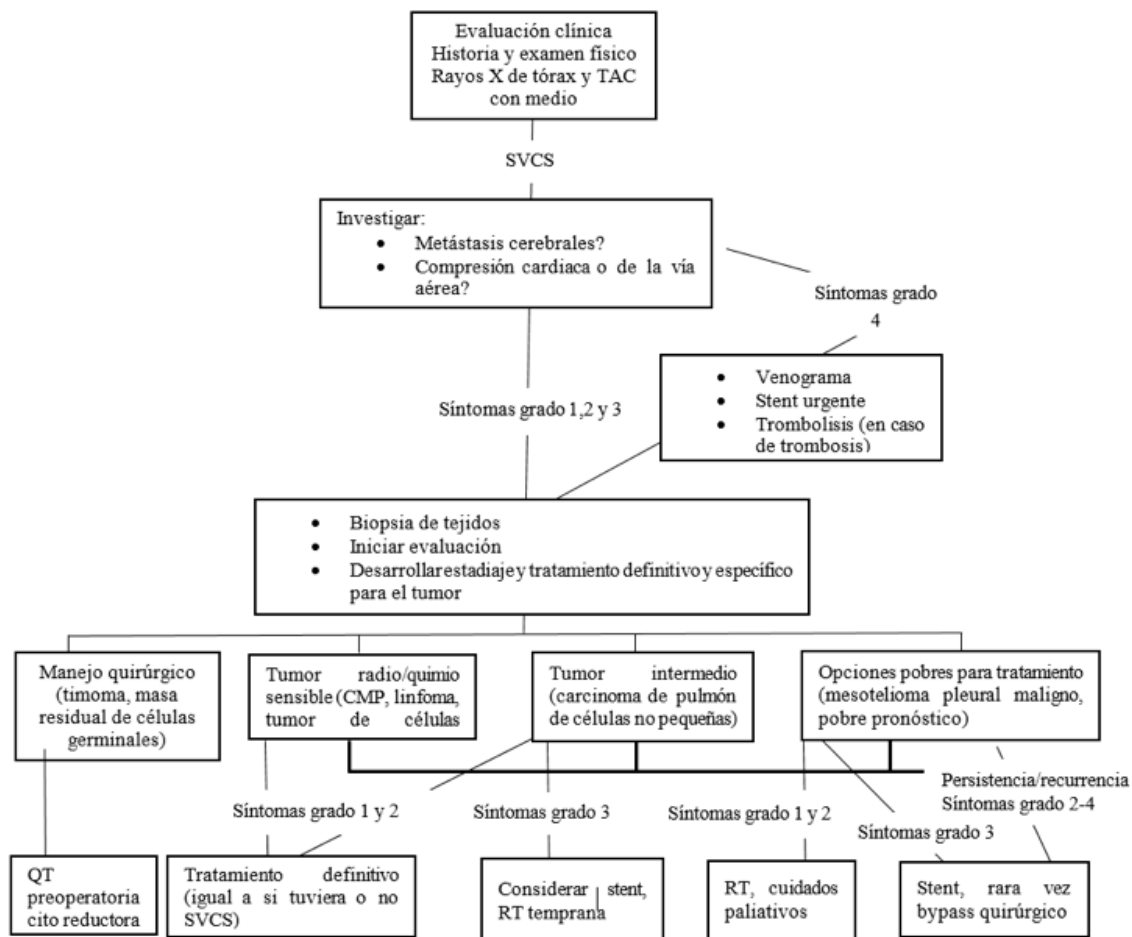 Evaluación clínica
Historia y examen físico
Rayos X de tórax y TAC
con medio
SVCS
Investigar:
• Metástasis cerebrales?
• Compresión cardiaca o de la vía
aérea?
Síntomas grado
4
• Venograma
• Stent urgente
• Trombolisis (en caso
de trombosis)
Síntomas grado 1,2 y 3
• Biopsia de tejidos
• Iniciar evaluación
• Desarrollar estadiaje y tratamiento definitivo y específico
para el tumor
Manejo quirúrgico
(timoma, masa
residual de células
germinales)
Tumor radio/quimio
sensible (CMP, linfoma,
tumor de células
Tumor intermedio
(carcinoma de pulmón
de células no pequeñas)
Opciones pobres para tratamiento
(mesotelioma pleural maligno,
pobre pronóstico)
Síntomas grado 1 y 2
Síntomas grado 3
Síntomas grado 1 y 2
Persistencia/recurrencia
Síntomas grado 2-4
Síntomas grado 3
QT
preoperatoria
cito reductora
Tratamiento definitivo
(igual a si tuviera o no
SVCS)
Considerar stent,
RT temprana
RT, cuidados
paliativos
Stent, rara vez
bypass quirúrgico